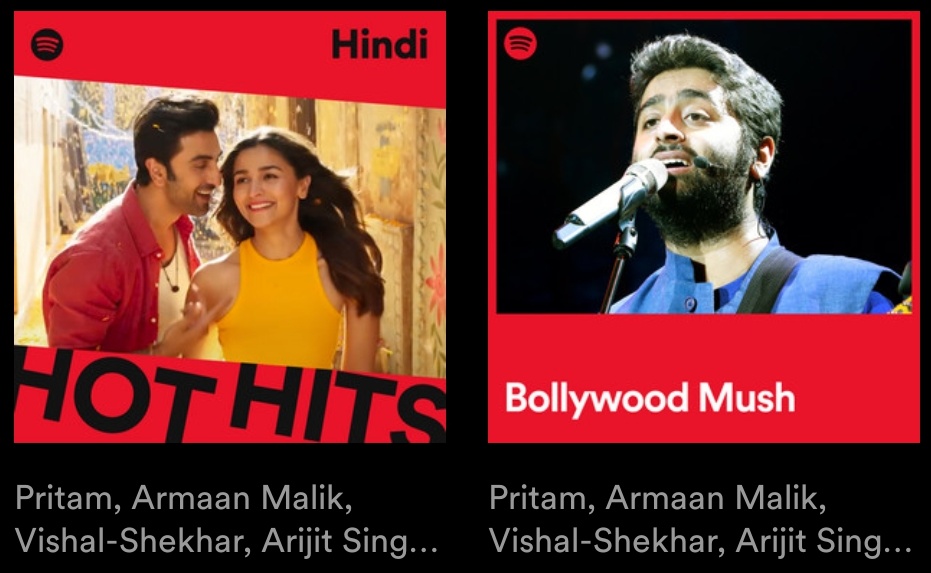 Hindi
HOT HITS
Bollywood Mush
Pritam, Armaan Malik,
Vishal-Shekhar, Arijit Sing...
Pritam, Armaan Malik,
Vishal-Shekhar, Arijit Sing...